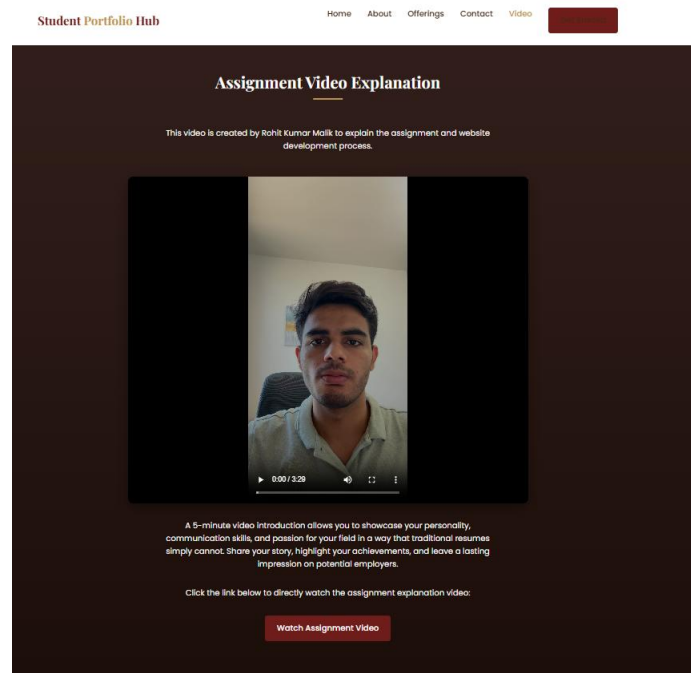 Student Portfolio Hub
Home About Offerings Contact Video
Assignment Video Explanation
This video is created by Rohit Kumar Malik to explain the assignment and website
development process.
0:00 / 3:29
A 5-minute video introduction allows you to showcase your personality,
communication skills, and passion for your field in a way that traditional resumes
simply cannot. Share your story, highlight your achievements, and leave a lasting
impression on potential employers.
Click the link below to directly watch the assignment explanation video:
Watch Assignment Video